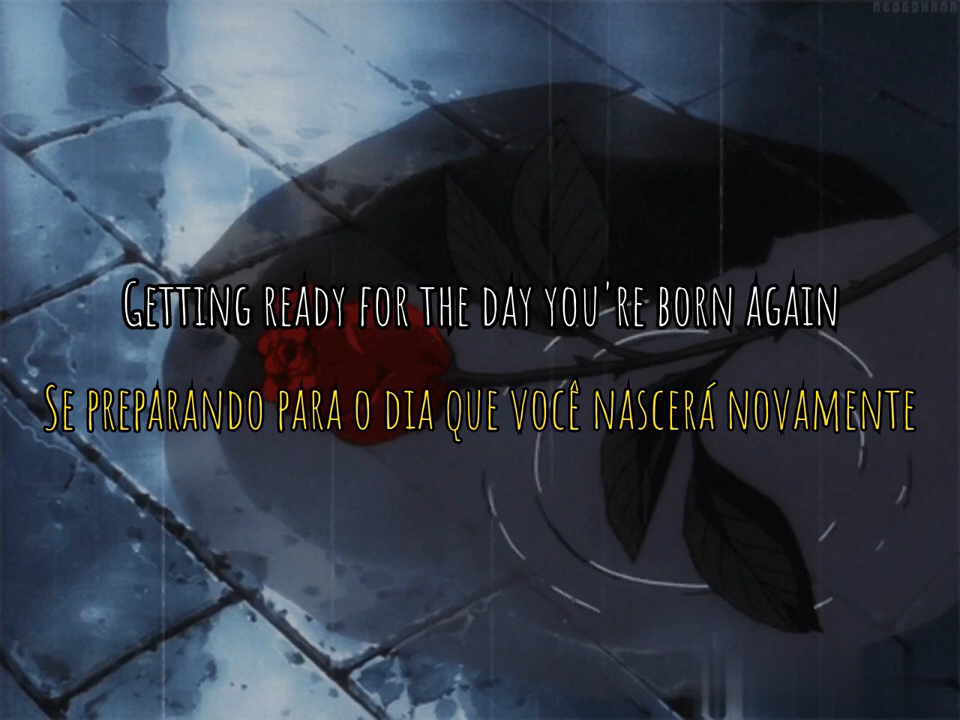 Getting ready for the day you're born again
Se preparando para o dia que você nascerá novamente